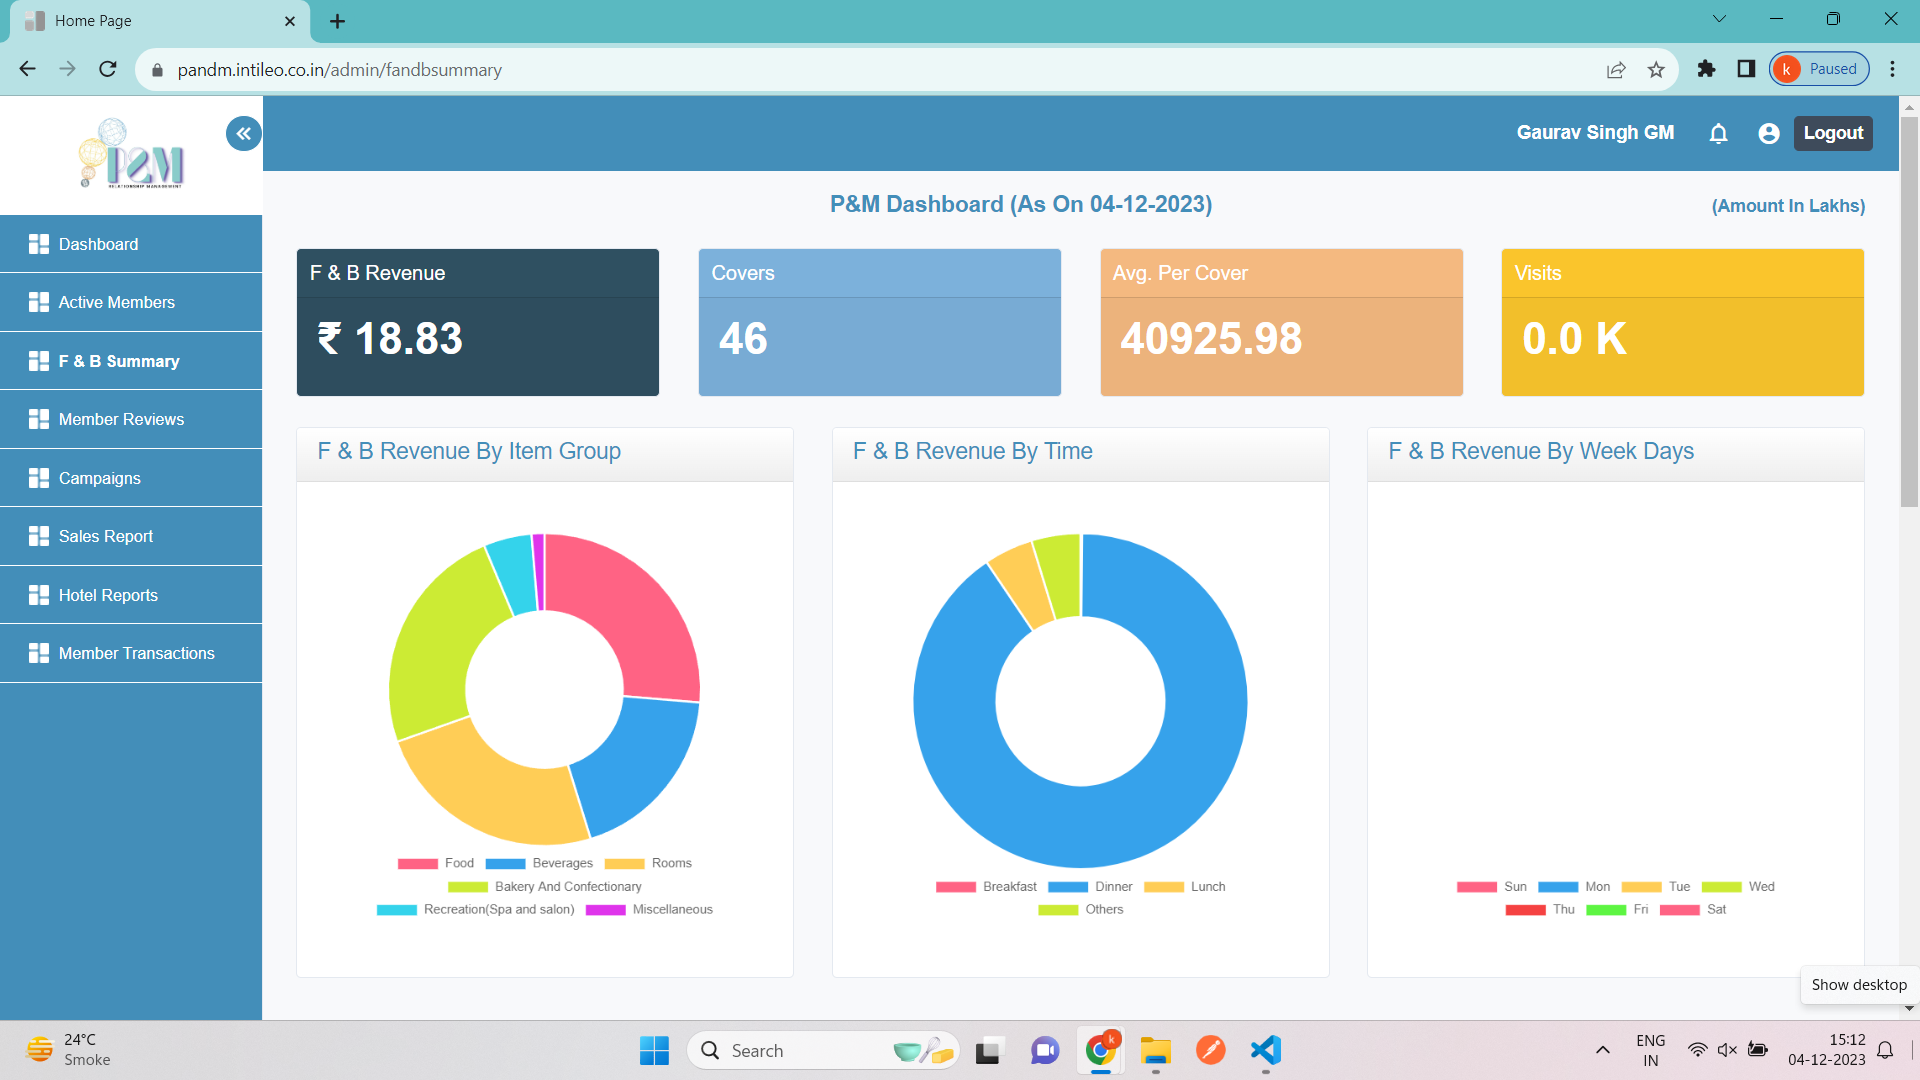 Home Page
pandm.intileo.co.in/admin/fandbsummary
k Paused
P&M
RELATIONSHIP MANAGEMENT
Gaurav Singh GM
Logout
P&M Dashboard (As On 04-12-2023)
(Amount In Lakhs)
Dashboard
Active Members
F & B Summary
Member Reviews
Campaigns
Sales Report
Hotel Reports
Member Transactions
F & B Revenue
₹ 18.83
Covers
46
Avg. Per Cover
40925.98
Visits
0.0 K
F & B Revenue By Item Group
Food Beverages Rooms
Bakery And Confectionary
Recreation(Spa and salon) Miscellaneous
F & B Revenue By Time
Breakfast Dinner Lunch
Others
F & B Revenue By Week Days
Sun Mon Tue Wed
Thu Fri Sat
Show desktop
24°C
Smoke
Search
k
ENG
IN
15:12
04-12-2023